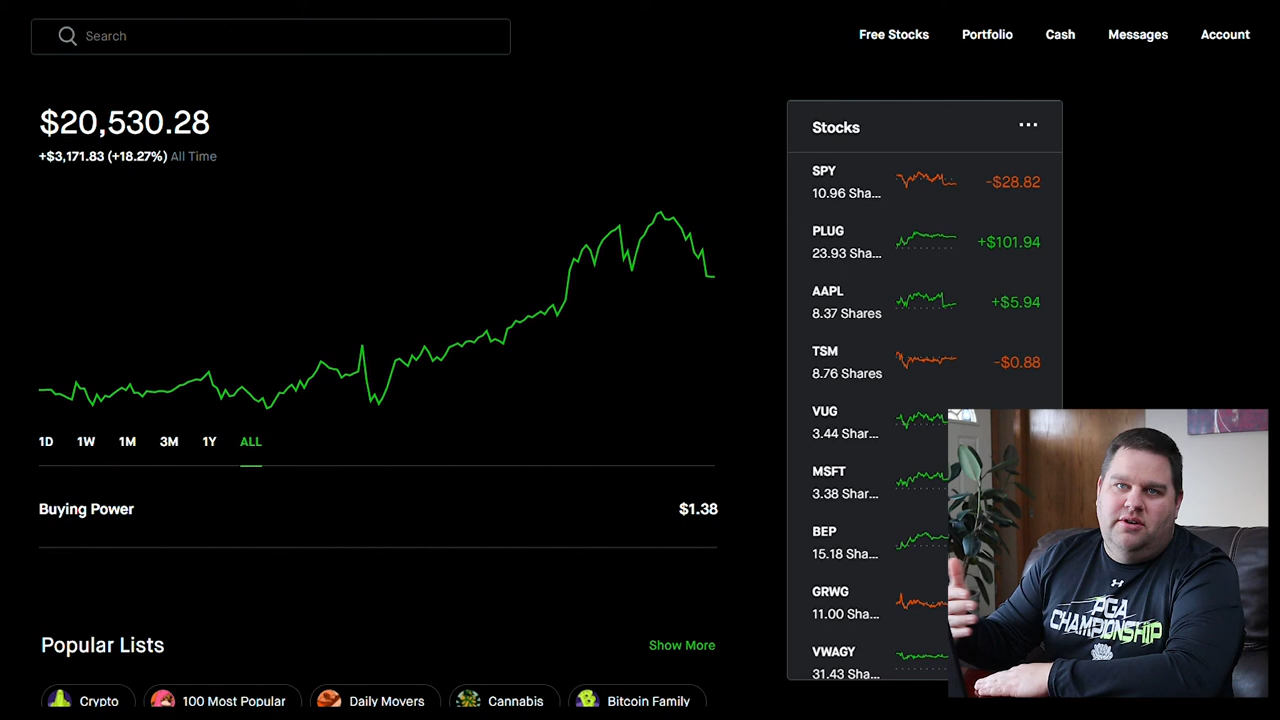 Search
Free Stocks
Portfolio
Cash
Messages
Account
$20,530.28
+$3,171.83 (+18.27%) All Time
1D
1W
1M
3M
1Y
ALL
Buying Power
$1.38
Popular Lists
Show More
Crypto
100 Most Popular
Daily Movers
Cannabis
Bitcoin Family
Stocks
SPY
10.96 Sha...
-$28.82
PLUG
23.93 Sha...
+$101.94
AAPL
8.37 Shares
+$5.94
TSM
8.76 Shares
-$0.88
VUG
3.44 Shar...
MSFT
3.38 Shar...
BEP
15.18 Sha...
GRWG
11.00 Sha...
VWAGY
31.43 Sha...
PGA
CHAMPIONSHIP